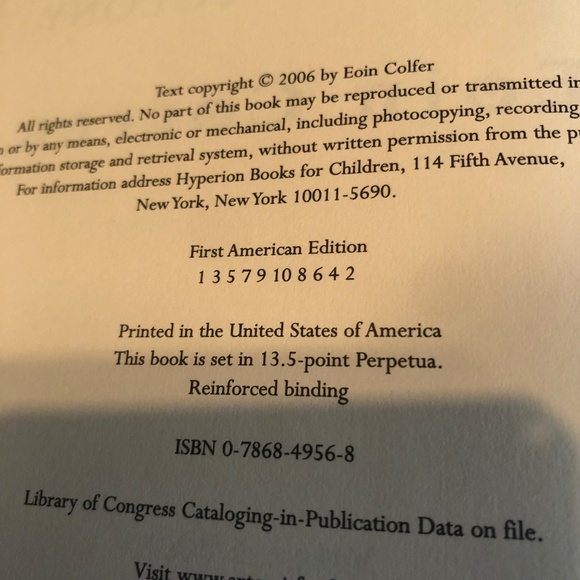 Text copyright © 2006 by Eoin Colfer
All rights reserved. No part of this book may be reproduced or transmitted in
or by any means, electronic or mechanical, including photocopying, recording,
formation storage and retrieval system, without written permission from the
For information address Hyperion Books for Children, 114 Fifth Avenue,
New York, New York 10011-5690.
First American Edition
1 3 5 7 9 10 8 6 4 2
Printed in the United States of America
This book is set in 13.5-point Perpetua.
Reinforced binding
ISBN 0-7868-4956-8
Library of Congress Cataloging-in-Publication Data on file.
Visit